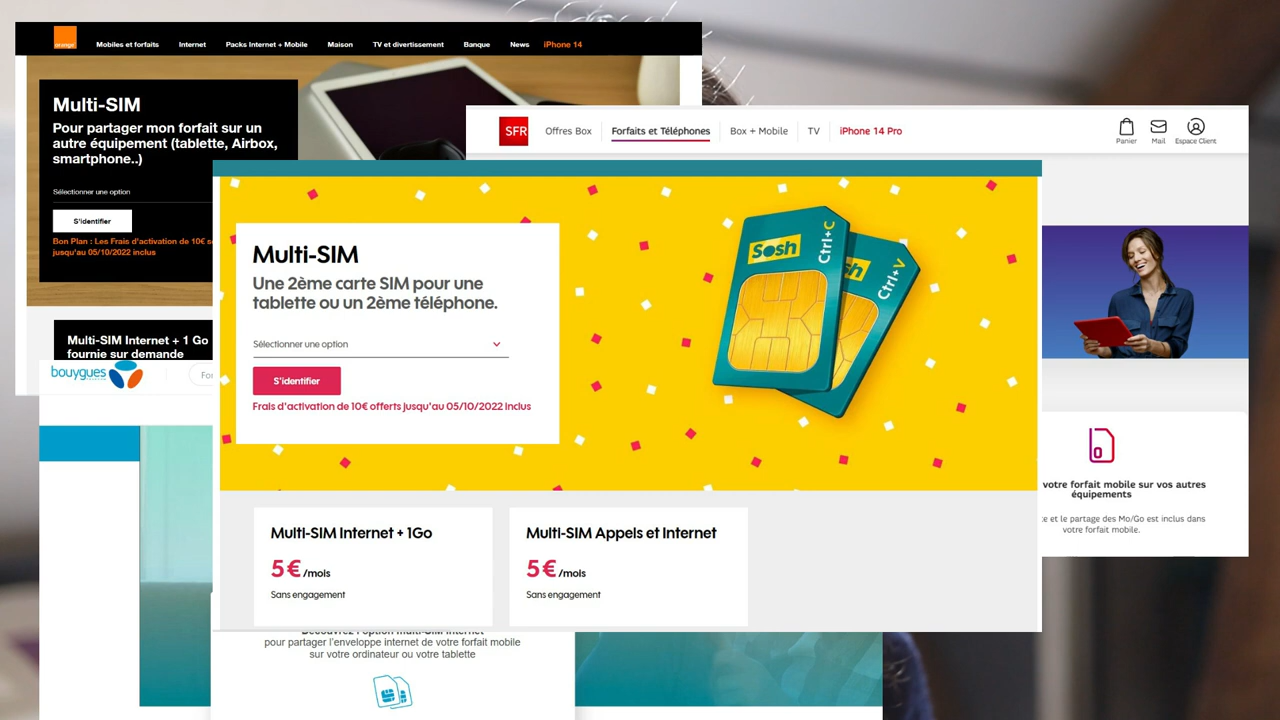 orange
Mobiles et forfaits
Internet
Packs Internet + Mobile
Maison
TV et divertissement
Banque
News
iPhone 14
Multi-SIM
Pour partager mon forfait sur un
autre équipement (tablette, Airbox,
smartphone..)
Sélectionner une option
S'identifier
Bon Plan : Les Frais d'activation de 10€
jusqu'au 05/10/2022 inclus
Multi-SIM Internet + 1 Go
fournie sur demande
SFR
Offres Box
Forfaits et Téléphones
Box + Mobile
TV
iPhone 14 Pro
Panier
Mail
Espace Client
votre forfait mobile sur vos autres
équipements
et le partage des Mo/Go est inclus dans
votre forfait mobile.
bouygues
Multi-SIM
Une 2ème carte SIM pour une
tablette ou un 2ème téléphone.
Sélectionner une option
S'identifier
Frais d'activation de 10€ offerts jusqu'au 05/10/2022 inclus
Sosh
Ctrl+C
sh
Ctrl+V
Multi-SIM Internet + 1Go
5€/mois
Sans engagement
Multi-SIM Appels et Internet
5€/mois
Sans engagement
Découvrez l'option multi-SIM Internet
pour partager l'enveloppe internet de votre forfait mobile
sur votre ordinateur ou votre tablette